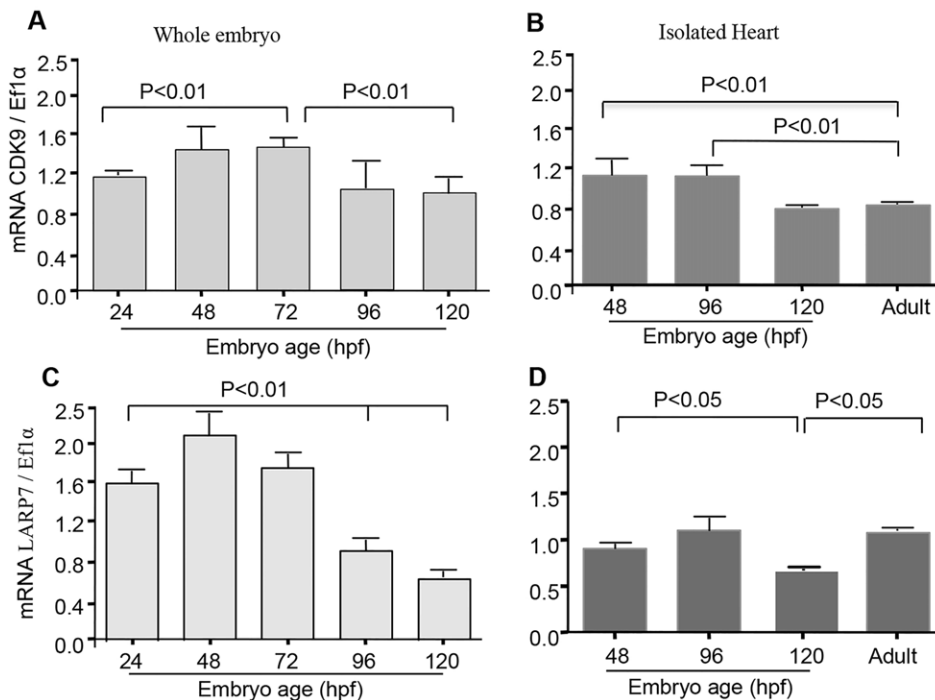 A
Whole embryo
mRNA CDK9 / Ef1α
2.5
2.0
1.6
1.2
0.8
0.4
0.0
P<0.01
P<0.01
24 48 72 96 120
Embryo age (hpf)
B
Isolated Heart
2.5
2.0
1.6
1.2
0.8
0.4
0.0
P<0.01
P<0.01
48 96 120 Adult
Embryo age (hpf)
C
mRNA LARP7 / Ef1α
2.5
2.0
1.6
1.2
0.8
0.4
0.0
P<0.01
24 48 72 96 120
Embryo age (hpf)
D
2.5
2.0
1.5
1.0
0.5
0.0
P<0.05
P<0.05
48 96 120 Adult
Embryo age (hpf)